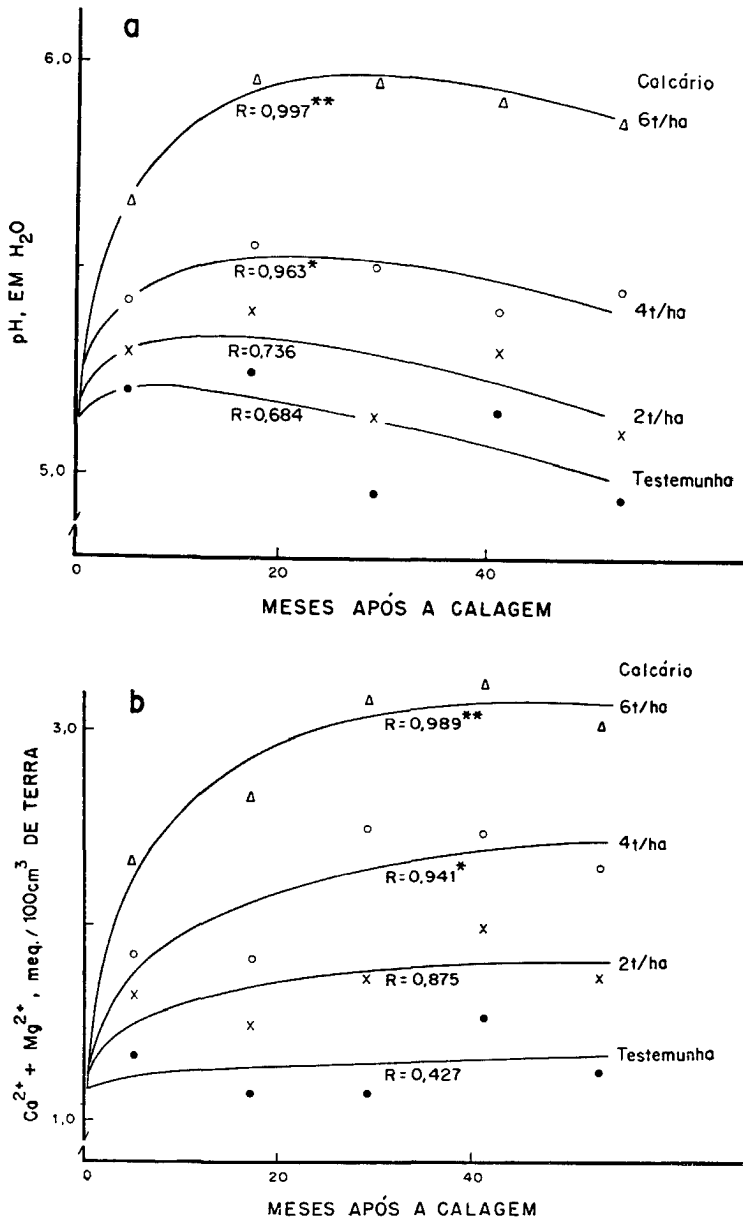 a
6,0
Calcário
R=0,997**
6t/ha
pH, EM H₂O
R=0,963*
4t/ha
R=0,736
2t/ha
R=0,684
5,0
Testemunha
0
20
40
MESES APÓS A CALAGEM
b
Calcário
6t/ha
3,0
R=0,989**
4t/ha
R=0,941*
Ca²⁺ + Mg²⁺, meq./100cm³ DE TERRA
2t/ha
R=0,875
Testemunha
R=0,427
1,0
0
20
40
MESES APÓS A CALAGEM